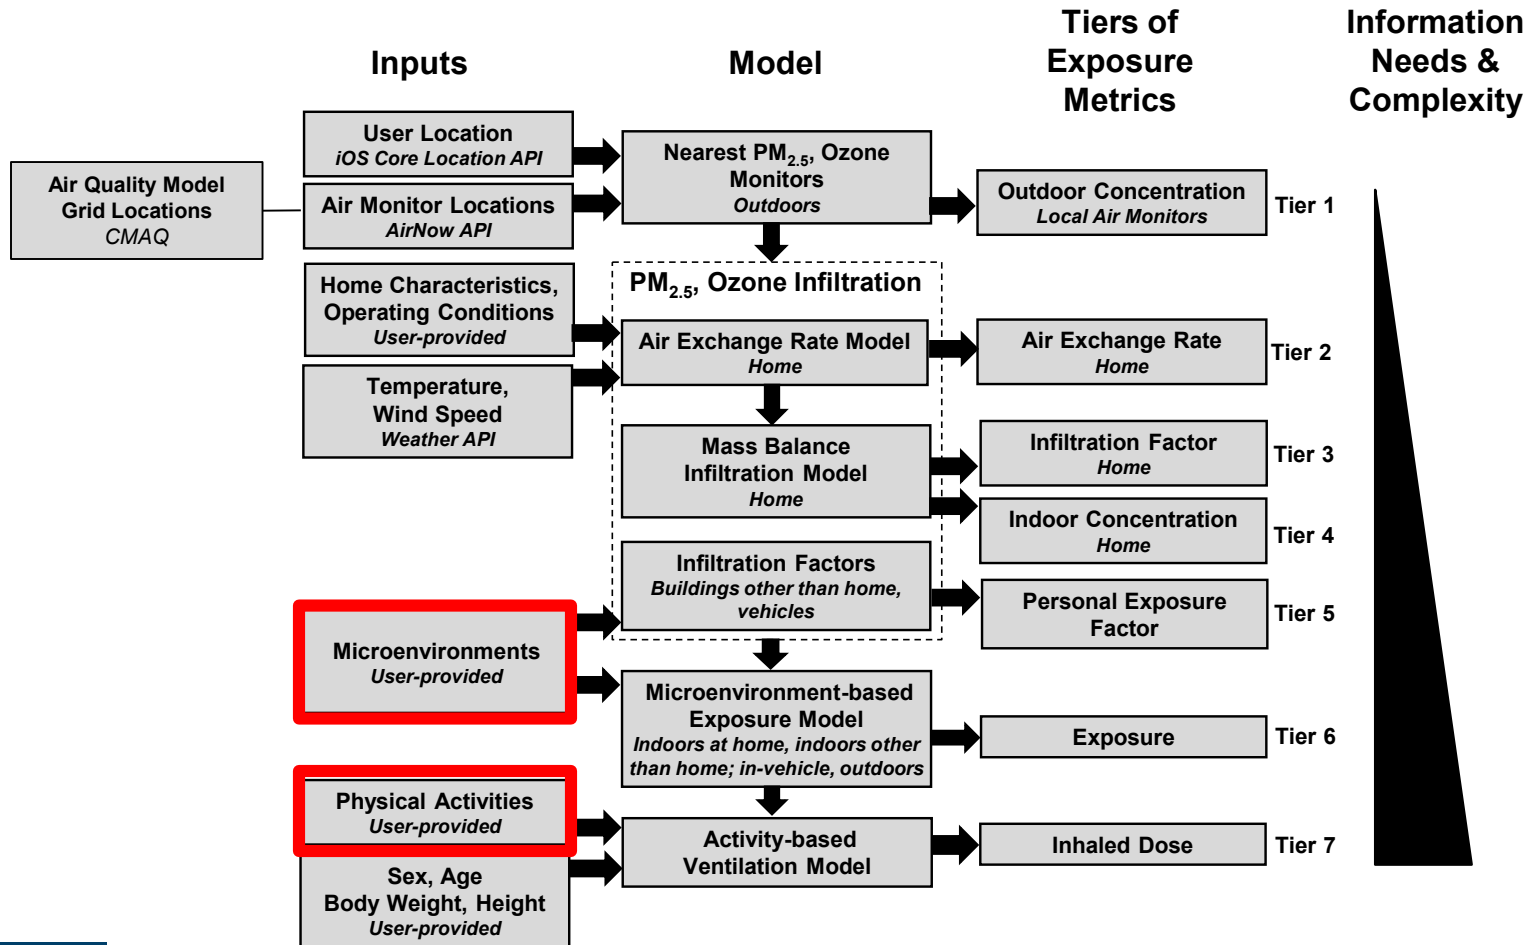 Inputs
Model
Tiers of
Exposure
Metrics
Information
Needs &
Complexity
Air Quality Model
Grid Locations
CMAQ
User Location
iOS Core Location API
Air Monitor Locations
AirNow API
Nearest PM2.5, Ozone
Monitors
Outdoors
Outdoor Concentration
Local Air Monitors
Tier 1
Home Characteristics,
Operating Conditions
User-provided
Temperature,
Wind Speed
Weather API
PM2.5, Ozone Infiltration
Air Exchange Rate Model
Home
Air Exchange Rate
Home
Tier 2
Mass Balance
Infiltration Model
Home
Infiltration Factor
Home
Tier 3
Indoor Concentration
Home
Tier 4
Infiltration Factors
Buildings other than home,
vehicles
Personal Exposure
Factor
Tier 5
Microenvironments
User-provided
Microenvironment-based
Exposure Model
Indoors at home, indoors other
than home; in-vehicle, outdoors
Exposure
Tier 6
Physical Activities
User-provided
Sex, Age
Body Weight, Height
User-provided
Activity-based
Ventilation Model
Inhaled Dose
Tier 7